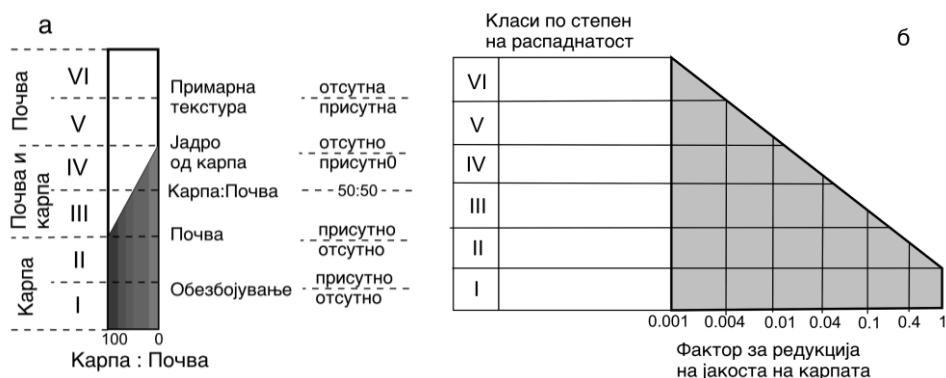 а
Почва
Почва и
карпа
Карпа
VI
V
IV
III
II
I
100 0
Карпа : Почва
Примарна
текстура
отсутна
присутна
Јадро
од карпа
отсутно
присутн0
Карпа:Почва
50:50
Почва
присутно
отсутно
Обезбојување
присутно
отсутно
Класи по степен
на распаднатост
б
VI
V
IV
III
II
I
0.001 0.004 0.01 0.04 0.1 0.4 1
Фактор за редукција
на јакоста на карпата